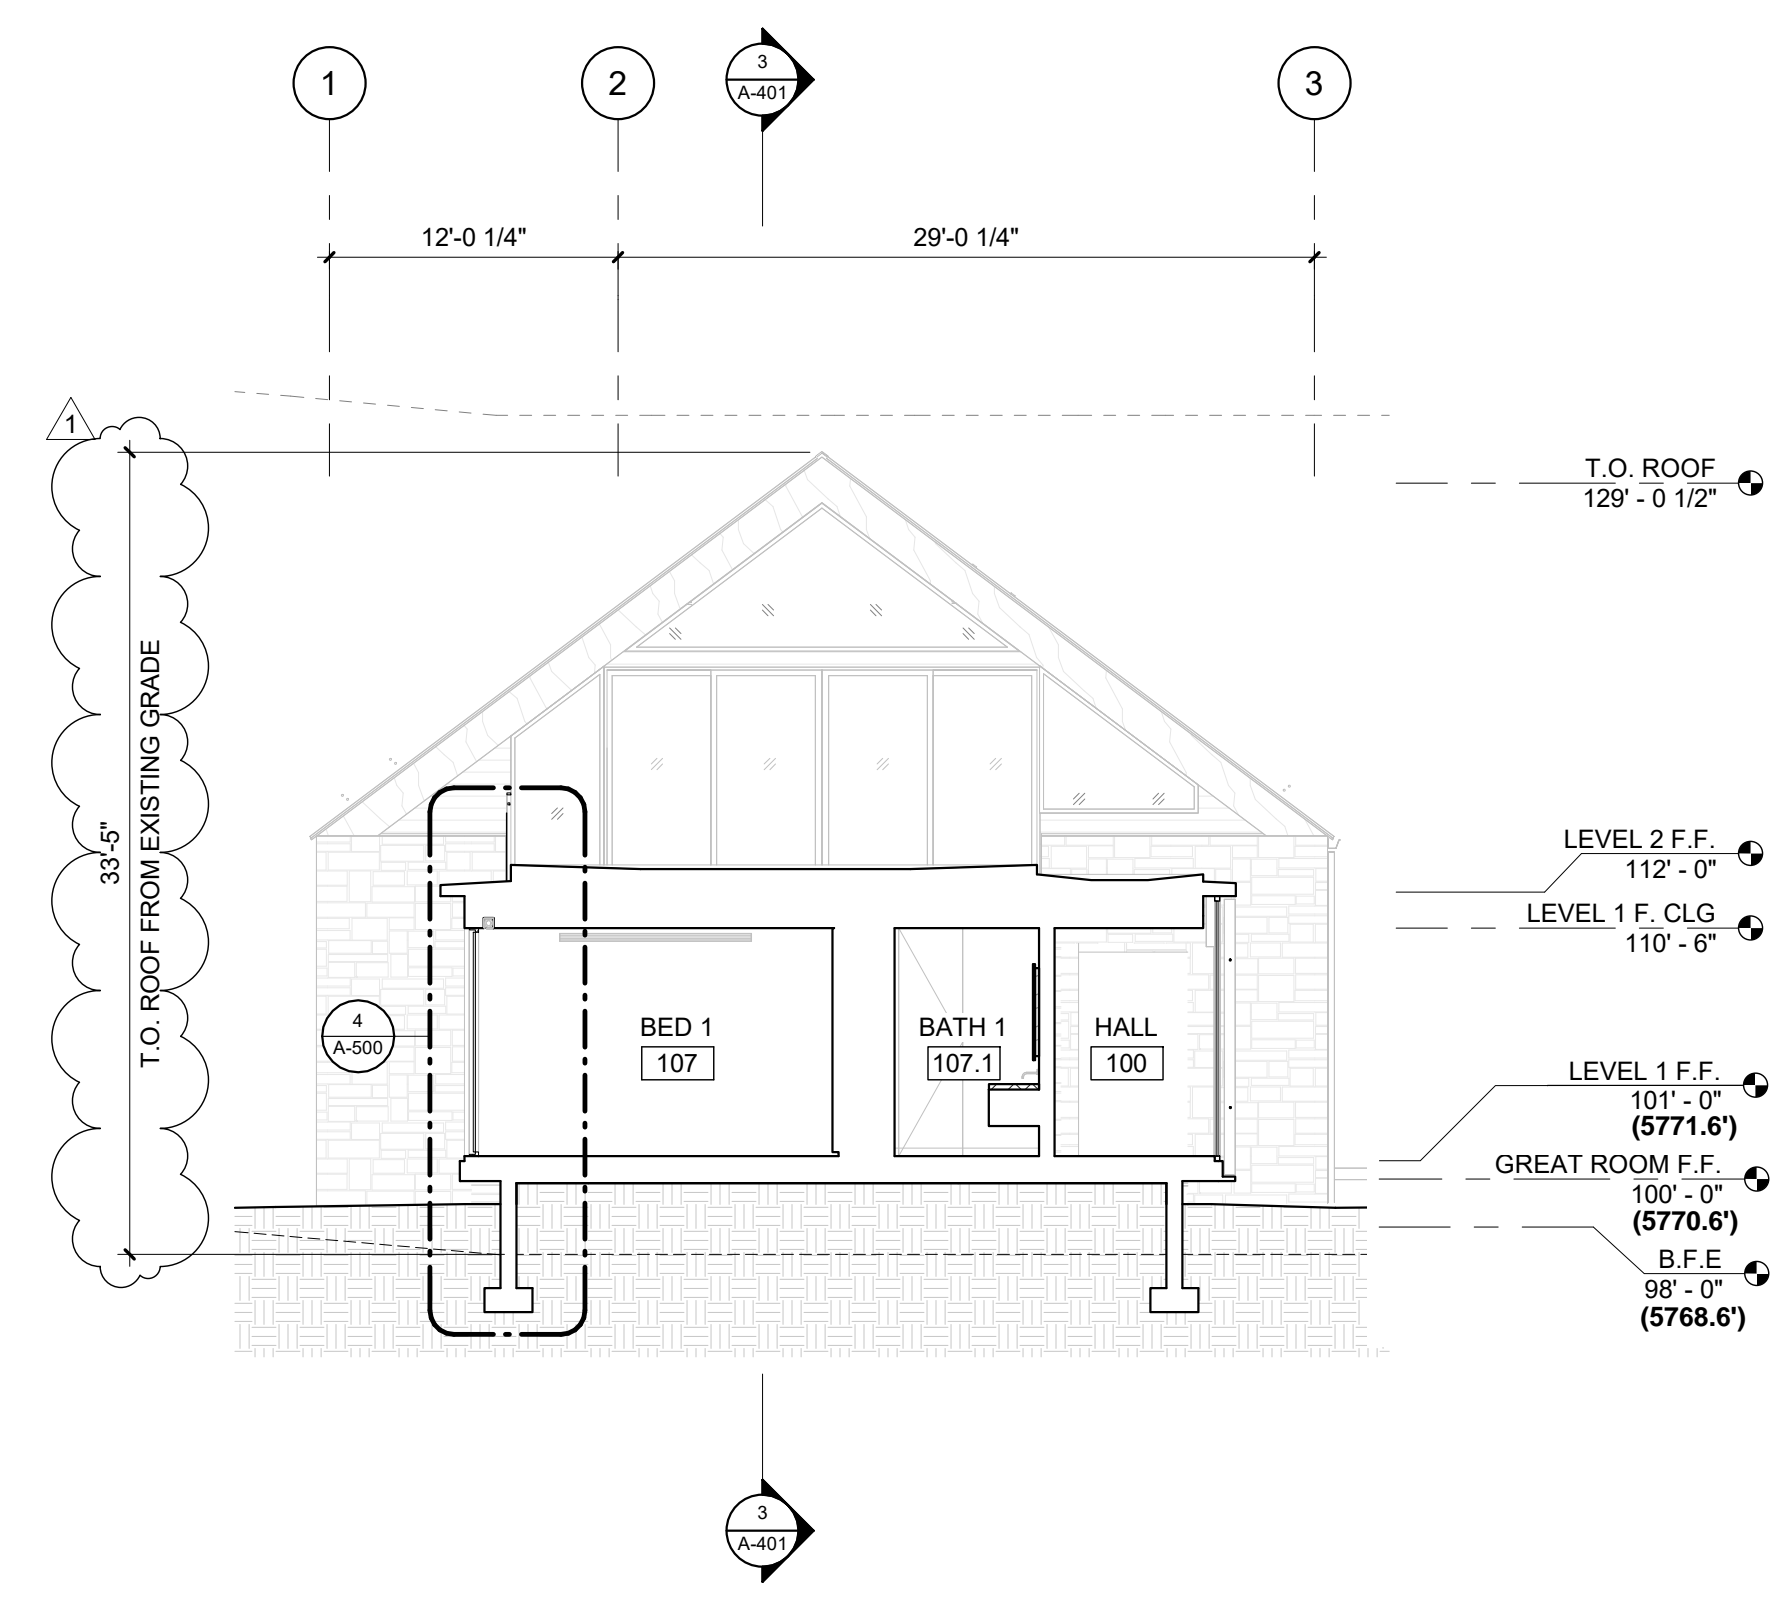 1
2
3
A-401
3
12'-0 1/4"
29'-0 1/4"
1
33'-5"
T.O. ROOF FROM EXISTING GRADE
T.O. ROOF
129' - 0 1/2"
LEVEL 2 F.F.
112' - 0"
LEVEL 1 F. CLG
110' - 6"
4
A-500
BED 1
107
BATH 1
107.1
HALL
100
LEVEL 1 F.F.
101' - 0"
(5771.6')
GREAT ROOM F.F.
100' - 0"
(5770.6')
B.F.E
98' - 0"
(5768.6')
3
A-401